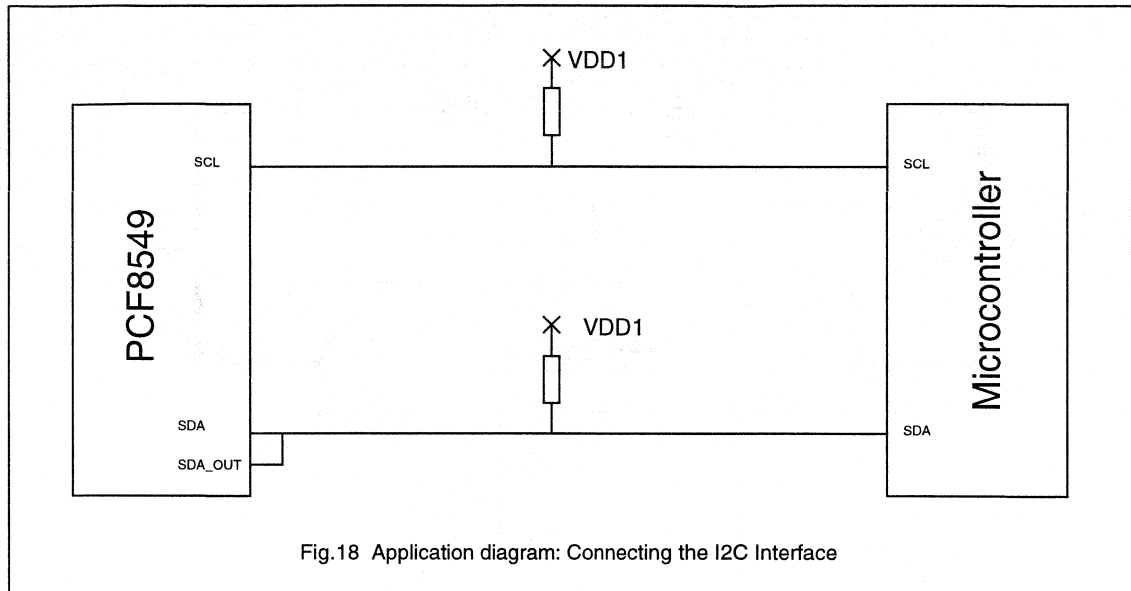 VDD1
SCL
SCL
PCF8549
Microcontroller
VDD1
SDA
SDA
SDA_OUT
Fig.18 Application diagram: Connecting the I2C Interface